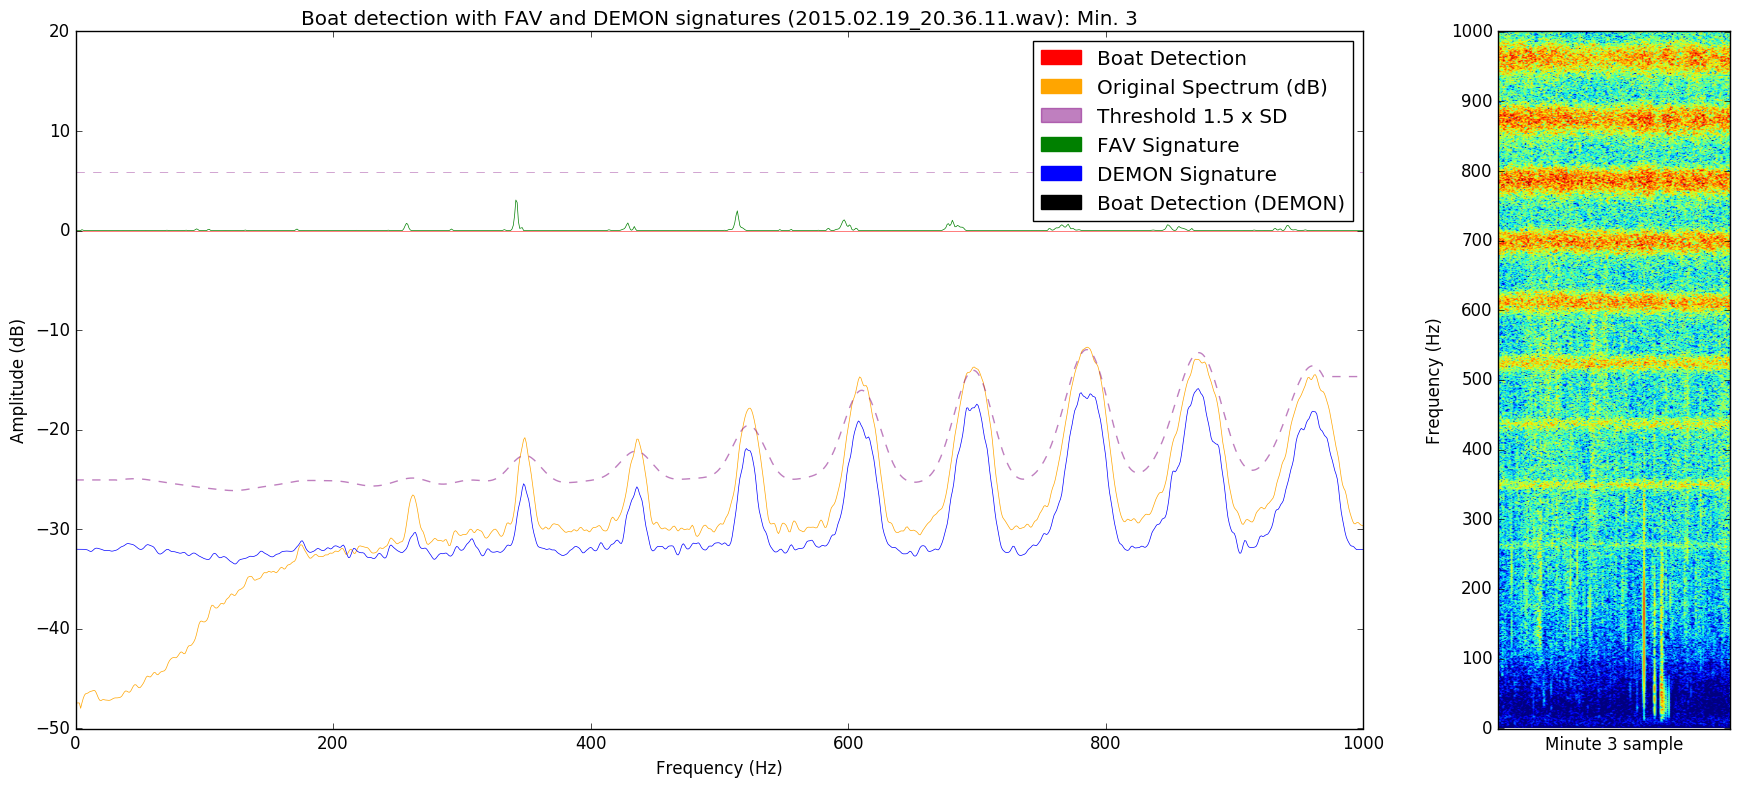 Boat detection with FAV and DEMON signatures (2015.02.19_20.36.11.wav): Min. 3
Boat Detection
Original Spectrum (dB)
Threshold 1.5 x SD
FAV Signature
DEMON Signature
Boat Detection (DEMON)
20
10
0
−10
−20
−30
−40
−50
Amplitude (dB)
0
200
400
600
800
1000
Frequency (Hz)
1000
900
800
700
600
500
400
300
200
100
0
Frequency (Hz)
Minute 3 sample